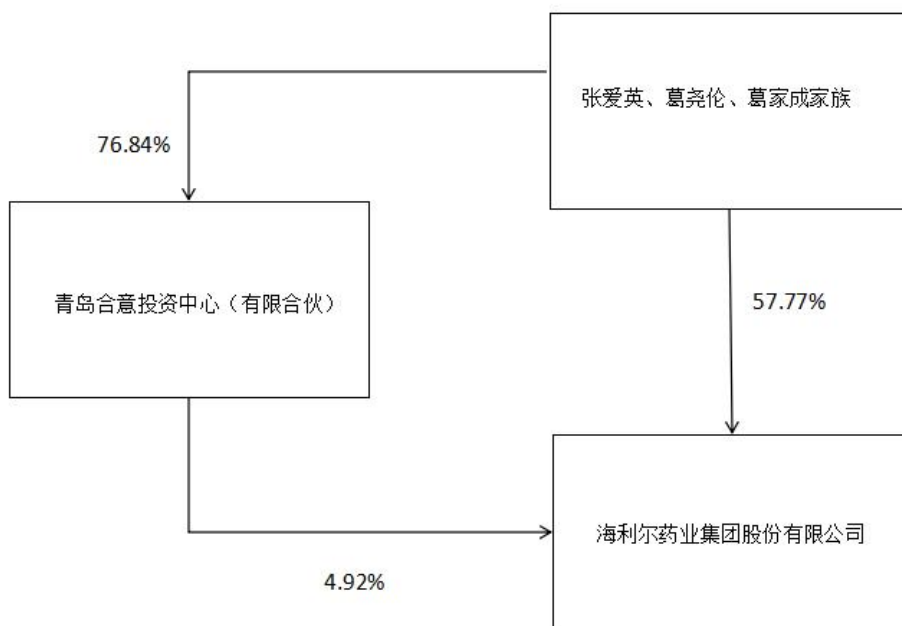 张爱英、葛尧伦、葛家成家族
76.84%
青岛合意投资中心（有限合伙）
57.77%
海利尔药业集团股份有限公司
4.92%